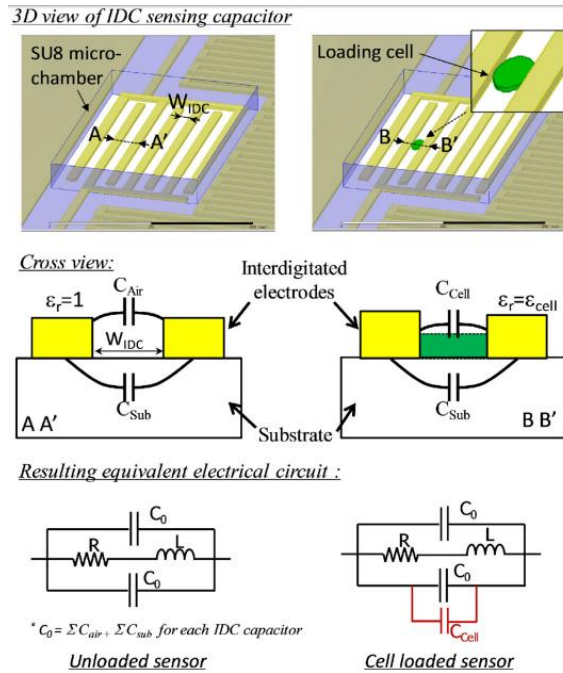 3D view of IDC sensing capacitor
SU8 micro-
chamber
W_IDC
A
A'
Loading cell
B
B'
Cross view:
ε_r=1
C_Air
Interdigitated
electrodes
C_Cell
ε_r=ε_cell
W_IDC
C_Sub
C_Sub
A A'
Substrate
B B'
Resulting equivalent electrical circuit :
C_0
R
L
C_0
C_0
R
L
C_0
C_Cell
* C_0 = ΣC_air + ΣC_sub for each IDC capacitor
Unloaded sensor
Cell loaded sensor